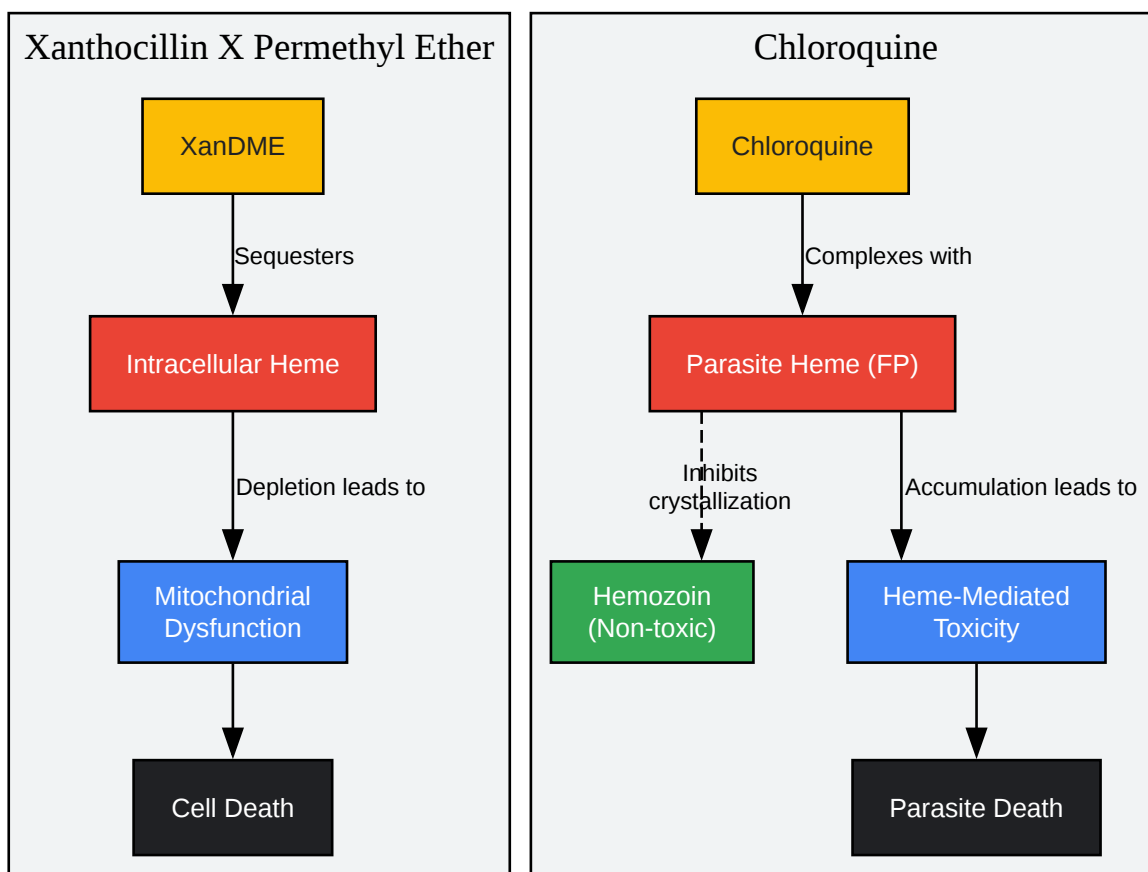 Xanthocillin X Permethyl Ether
XanDME
Sequesters
Intracellular Heme
Depletion leads to
Mitochondrial
Dysfunction
Cell Death
Chloroquine
Chloroquine
Complexes with
Parasite Heme (FP)
Inhibits
crystallization
Accumulation leads to
Hemozoin
(Non-toxic)
Heme-Mediated
Toxicity
Parasite Death